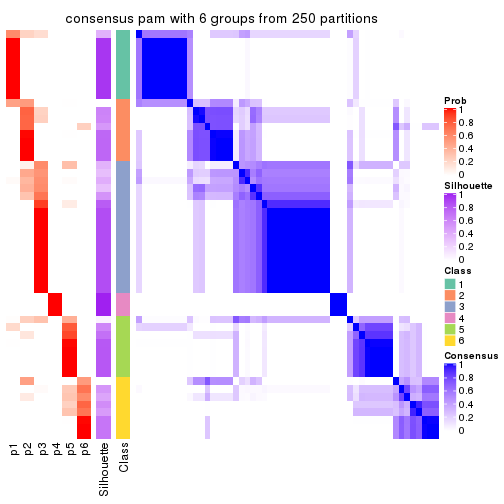 consensus pam with 6 groups from 250 partitions
Prob
1
0.8
0.6
0.4
0.2
0
Silhouette
1
0.8
0.6
0.4
0.2
0
Class
1
2
3
4
5
6
Consensus
1
0.8
0.6
0.4
0.2
0
p1
p2
p3
p4
p5
p6
Silhouette
Class